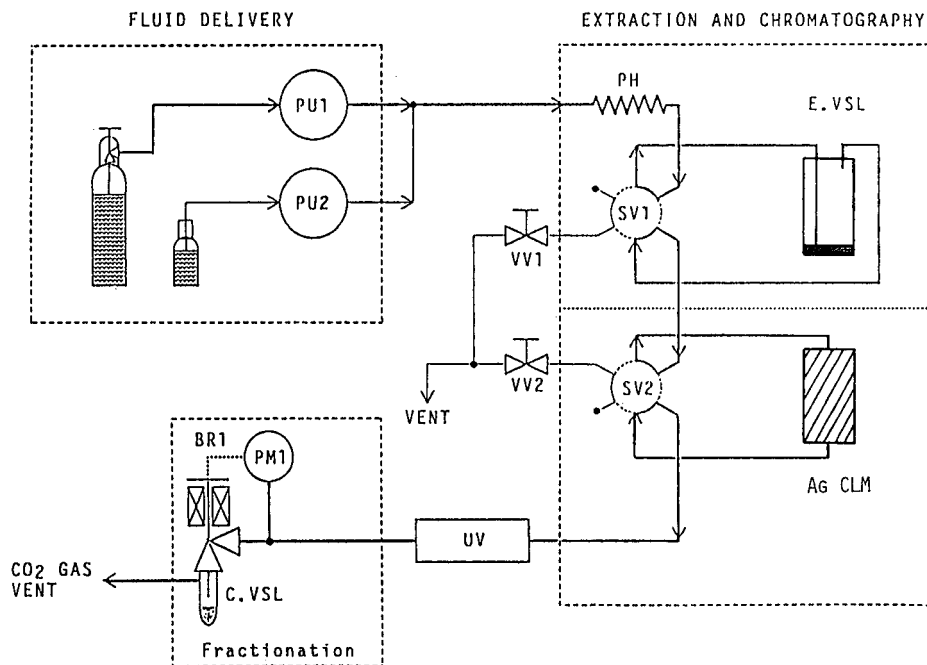 FLUID DELIVERY
EXTRACTION AND CHROMATOGRAPHY
PU1
PU2
PH
E.VSL
SV1
VV1
VV2
VENT
SV2
Ag CLM
BR1
PM1
UV
CO2 GAS
VENT
C.VSL
Fractionation